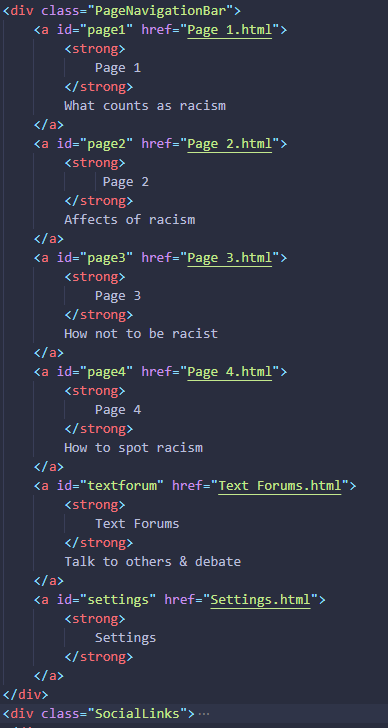 <div class="PageNavigationBar">
<a id="page1" href="Page 1.html">
<strong>
Page 1
</strong>
What counts as racism
</a>
<a id="page2" href="Page 2.html">
<strong>
Page 2
</strong>
Affects of racism
</a>
<a id="page3" href="Page 3.html">
<strong>
Page 3
</strong>
How not to be racist
</a>
<a id="page4" href="Page 4.html">
<strong>
Page 4
</strong>
How to spot racism
</a>
<a id="textforum" href="Text Forums.html">
<strong>
Text Forums
</strong>
Talk to others & debate
</a>
<a id="settings" href="Settings.html">
<strong>
Settings
</strong>
</a>
</div>
<div class="SocialLinks">···